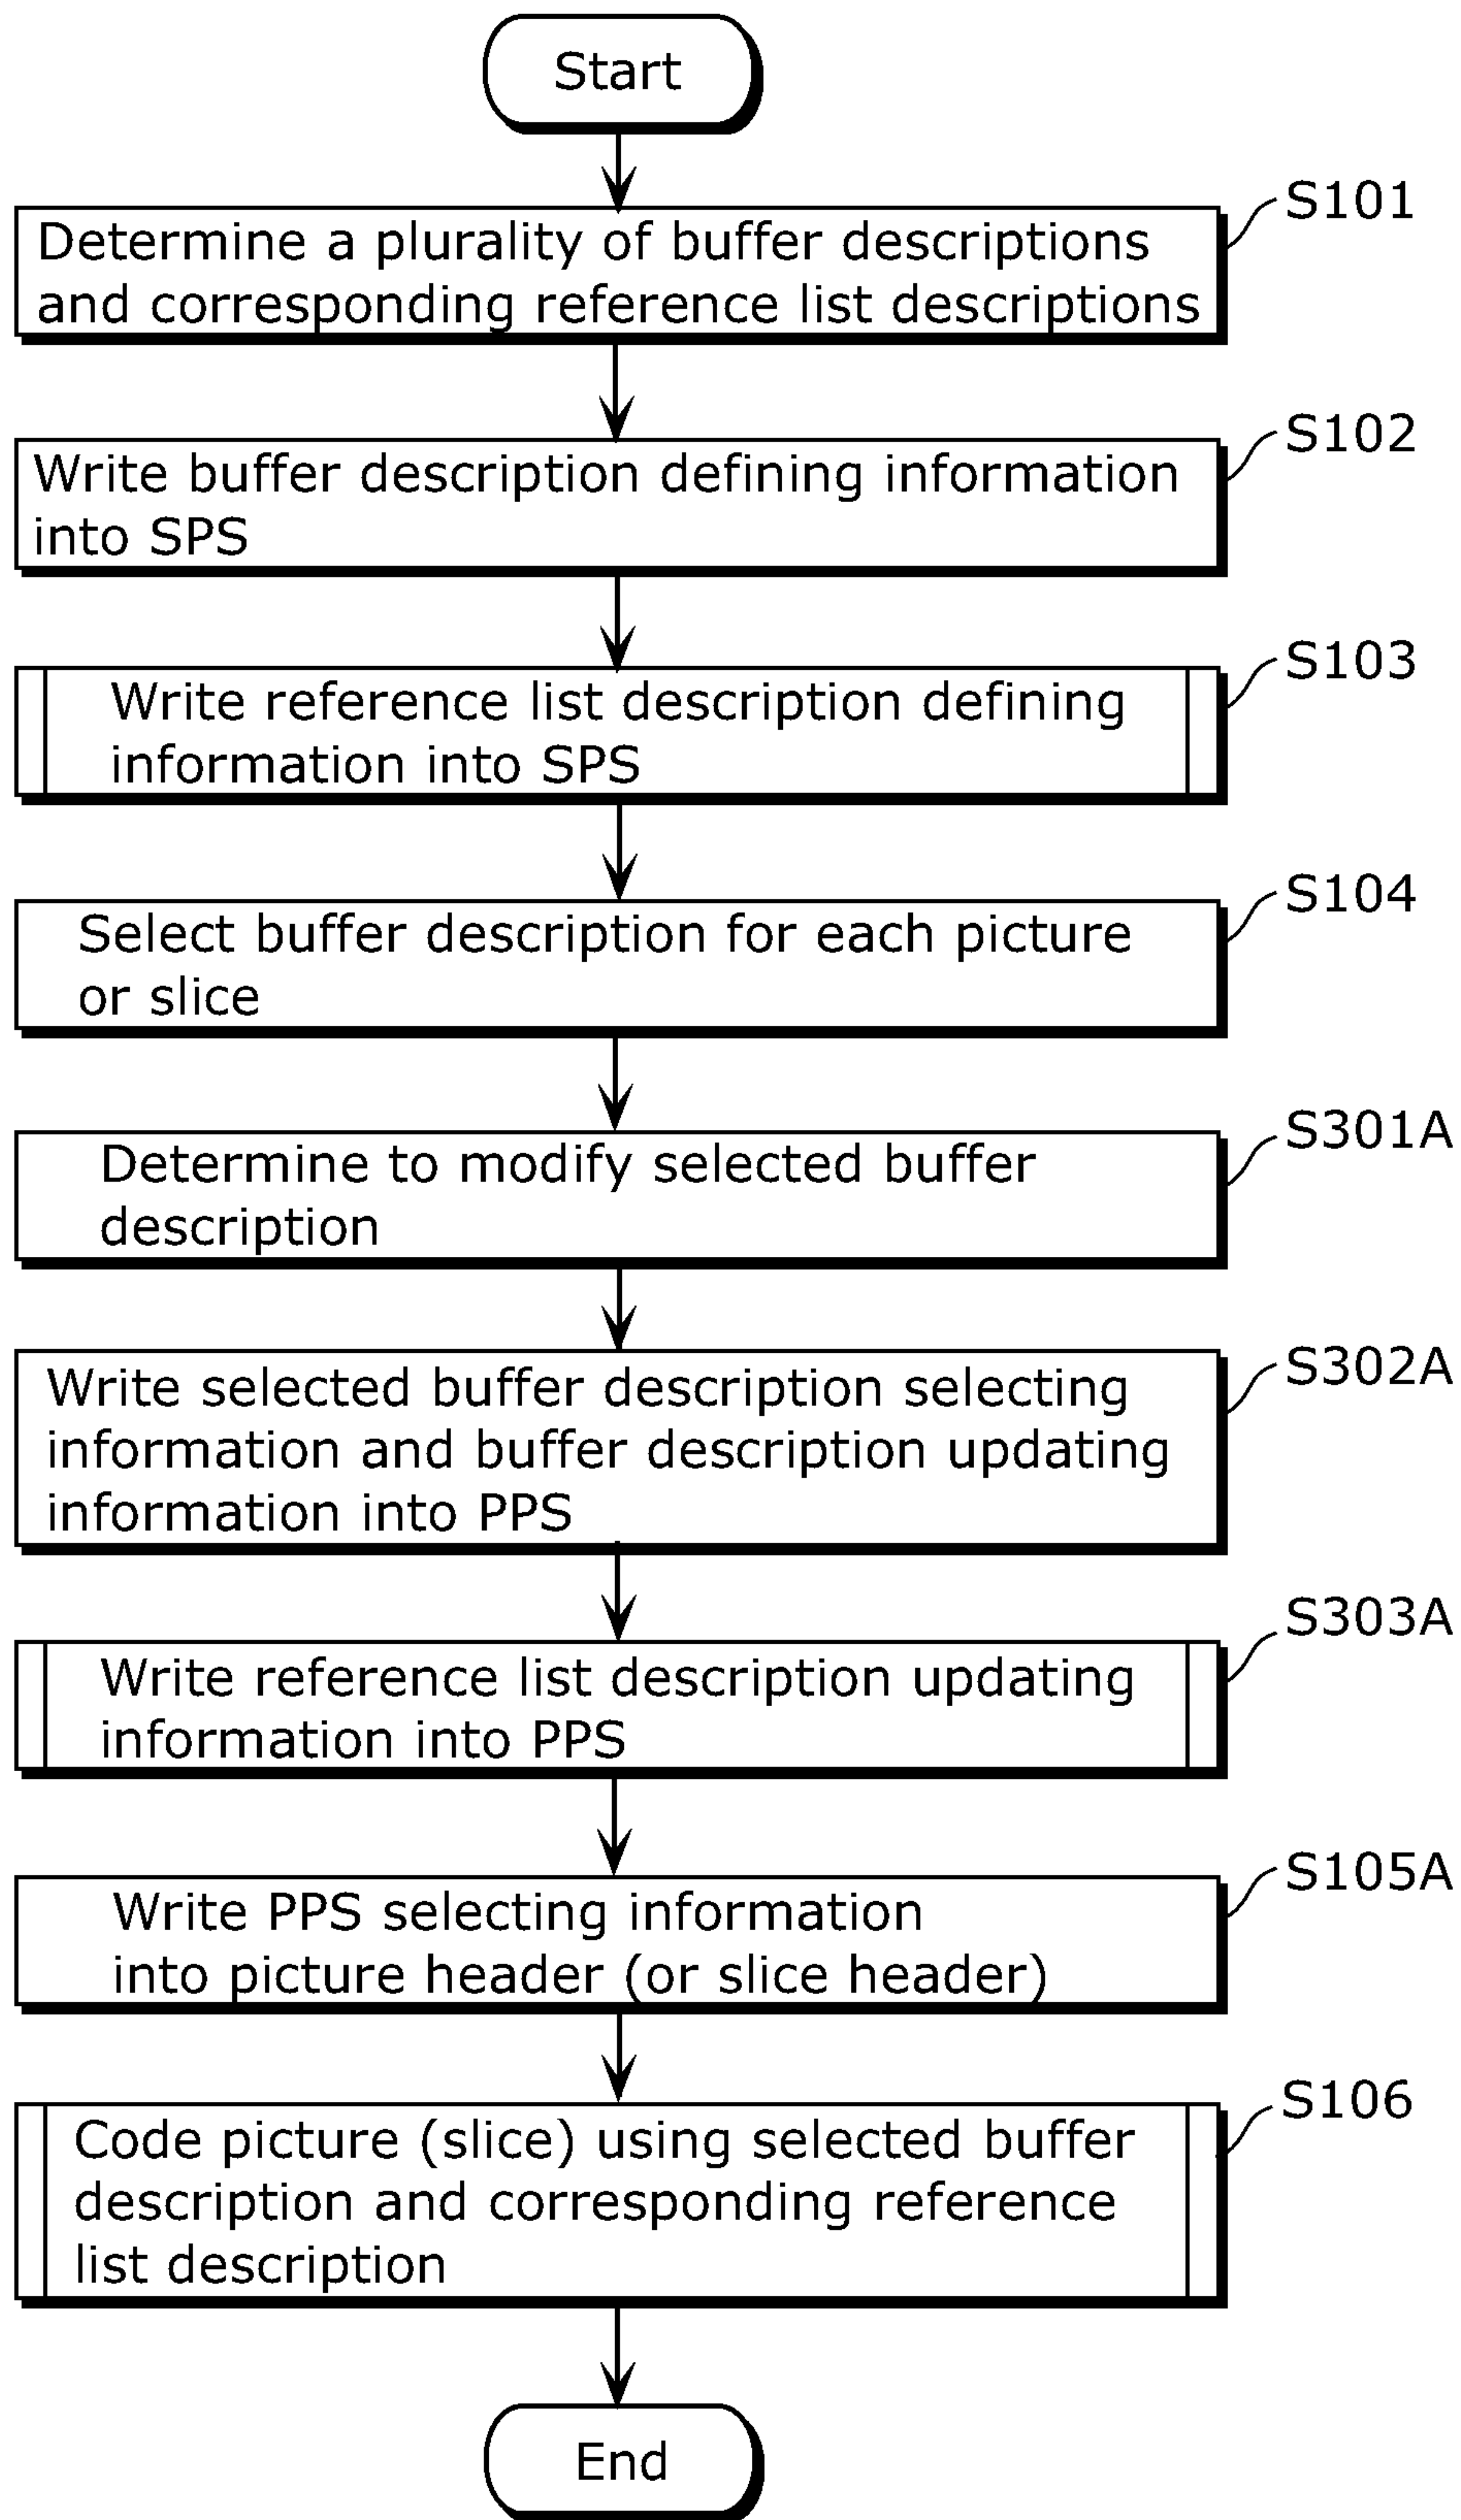 Start
S101
Determine a plurality of buffer descriptions
and corresponding reference list descriptions
S102
Write buffer description defining information
into SPS
S103
Write reference list description defining
information into SPS
S104
Select buffer description for each picture
or slice
S301A
Determine to modify selected buffer
description
S302A
Write selected buffer description selecting
information and buffer description updating
information into PPS
S303A
Write reference list description updating
information into PPS
S105A
Write PPS selecting information
into picture header (or slice header)
S106
Code picture (slice) using selected buffer
description and corresponding reference
list description
End